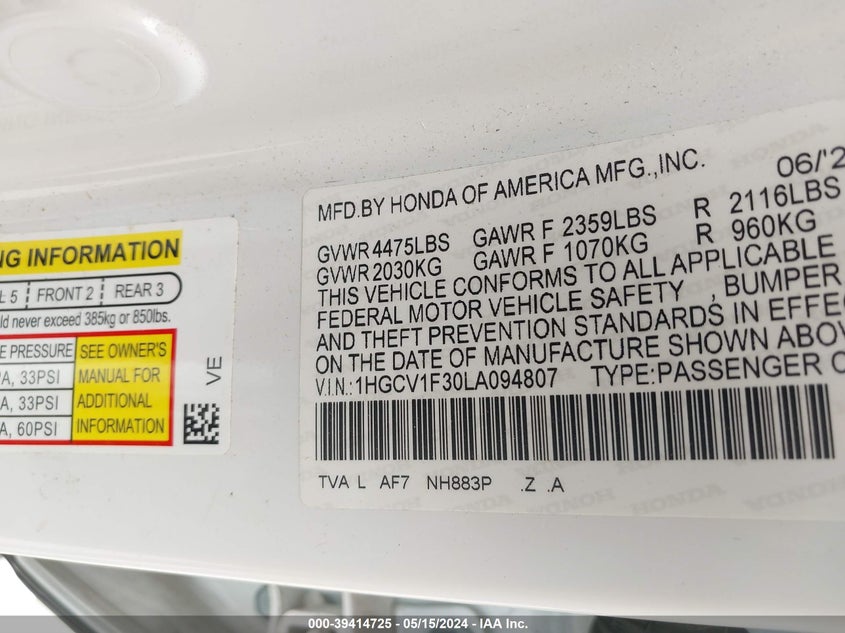 NG INFORMATION
L 5 FRONT 2 REAR 3
ld never exceed 385kg or 850lbs.
E PRESSURE
PA, 33PSI
A, 33PSI
A, 60PSI
SEE OWNER'S
MANUAL FOR
ADDITIONAL
INFORMATION
VE
MFD.BY HONDA OF AMERICA MFG.,INC. 06/'2
GVWR 4475LBS GAWR F 2359LBS R 2116LBS
GVWR 2030KG GAWR F 1070KG R 960KG
THIS VEHICLE CONFORMS TO ALL APPLICABLE
FEDERAL MOTOR VEHICLE SAFETY , BUMPER
AND THEFT PREVENTION STANDARDS IN EFFEC
ON THE DATE OF MANUFACTURE SHOWN ABOV
V.I.N.:1HGCV1F30LA094807 TYPE:PASSENGER C
TVA L AF7 NH883P .Z .A
HONDA
000-39414725 - 05/15/2024 - IAA Inc.